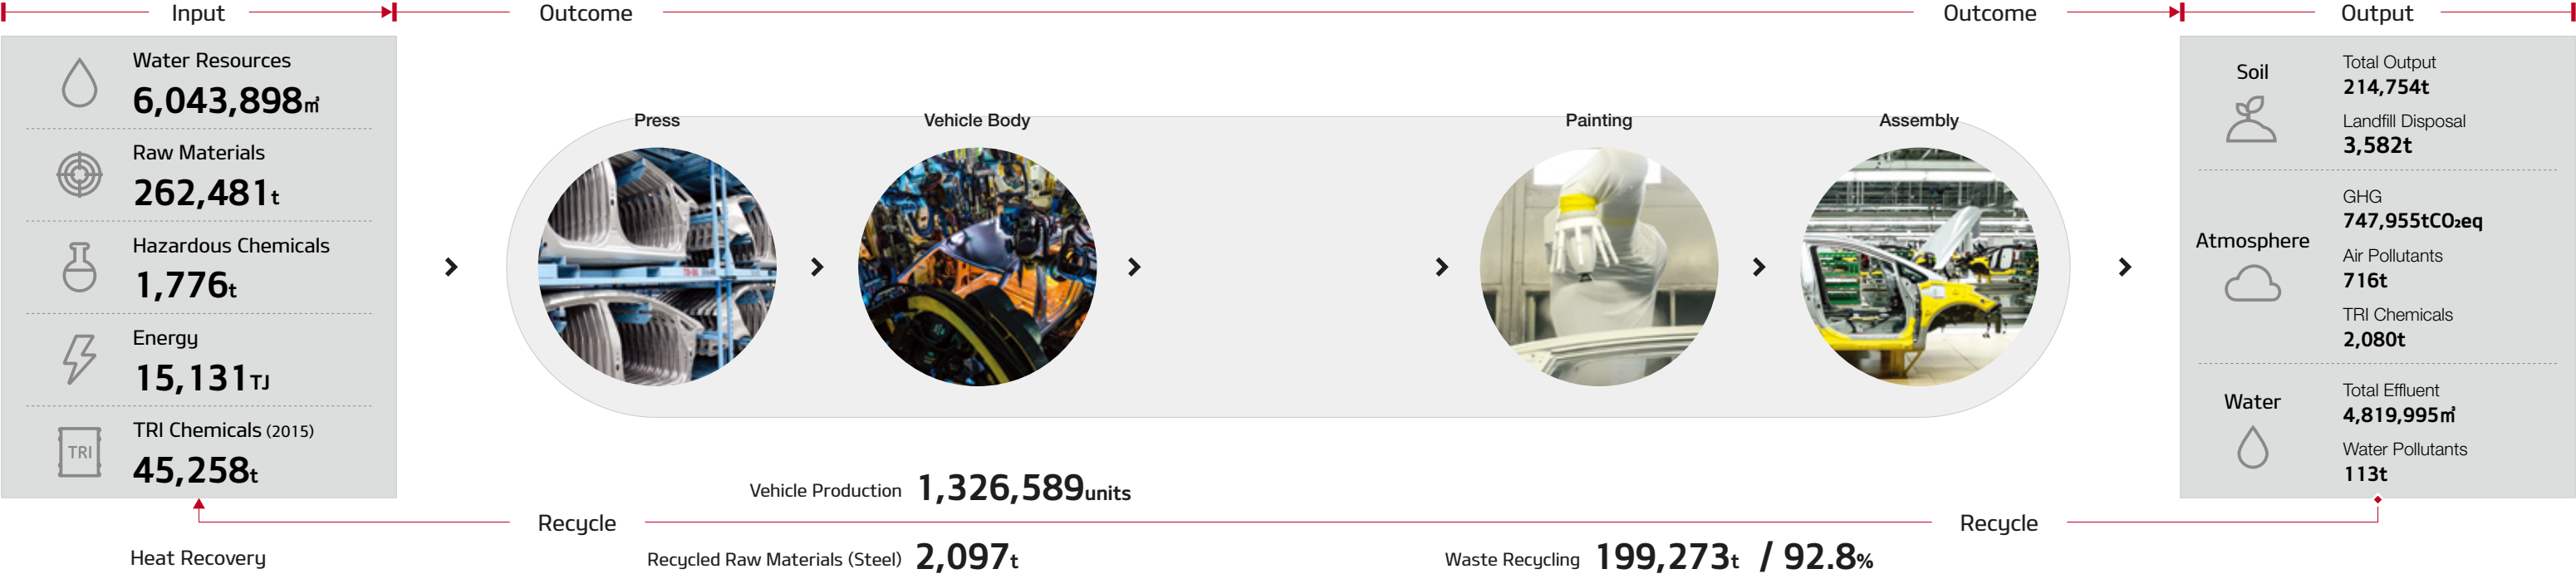 Input
Outcome
Outcome
Output
Water Resources
6,043,898㎥
Raw Materials
262,481t
Hazardous Chemicals
1,776t
Energy
15,131TJ
TRI
TRI Chemicals (2015)
45,258t
Press
Vehicle Body
Painting
Assembly
Soil
Total Output
214,754t
Landfill Disposal
3,582t
Atmosphere
GHG
747,955tCO₂eq
Air Pollutants
716t
TRI Chemicals
2,080t
Water
Total Effluent
4,819,995㎥
Water Pollutants
113t
Vehicle Production 1,326,589units
Recycle
Recycle
Heat Recovery
Recycled Raw Materials (Steel) 2,097t
Waste Recycling 199,273t / 92.8%